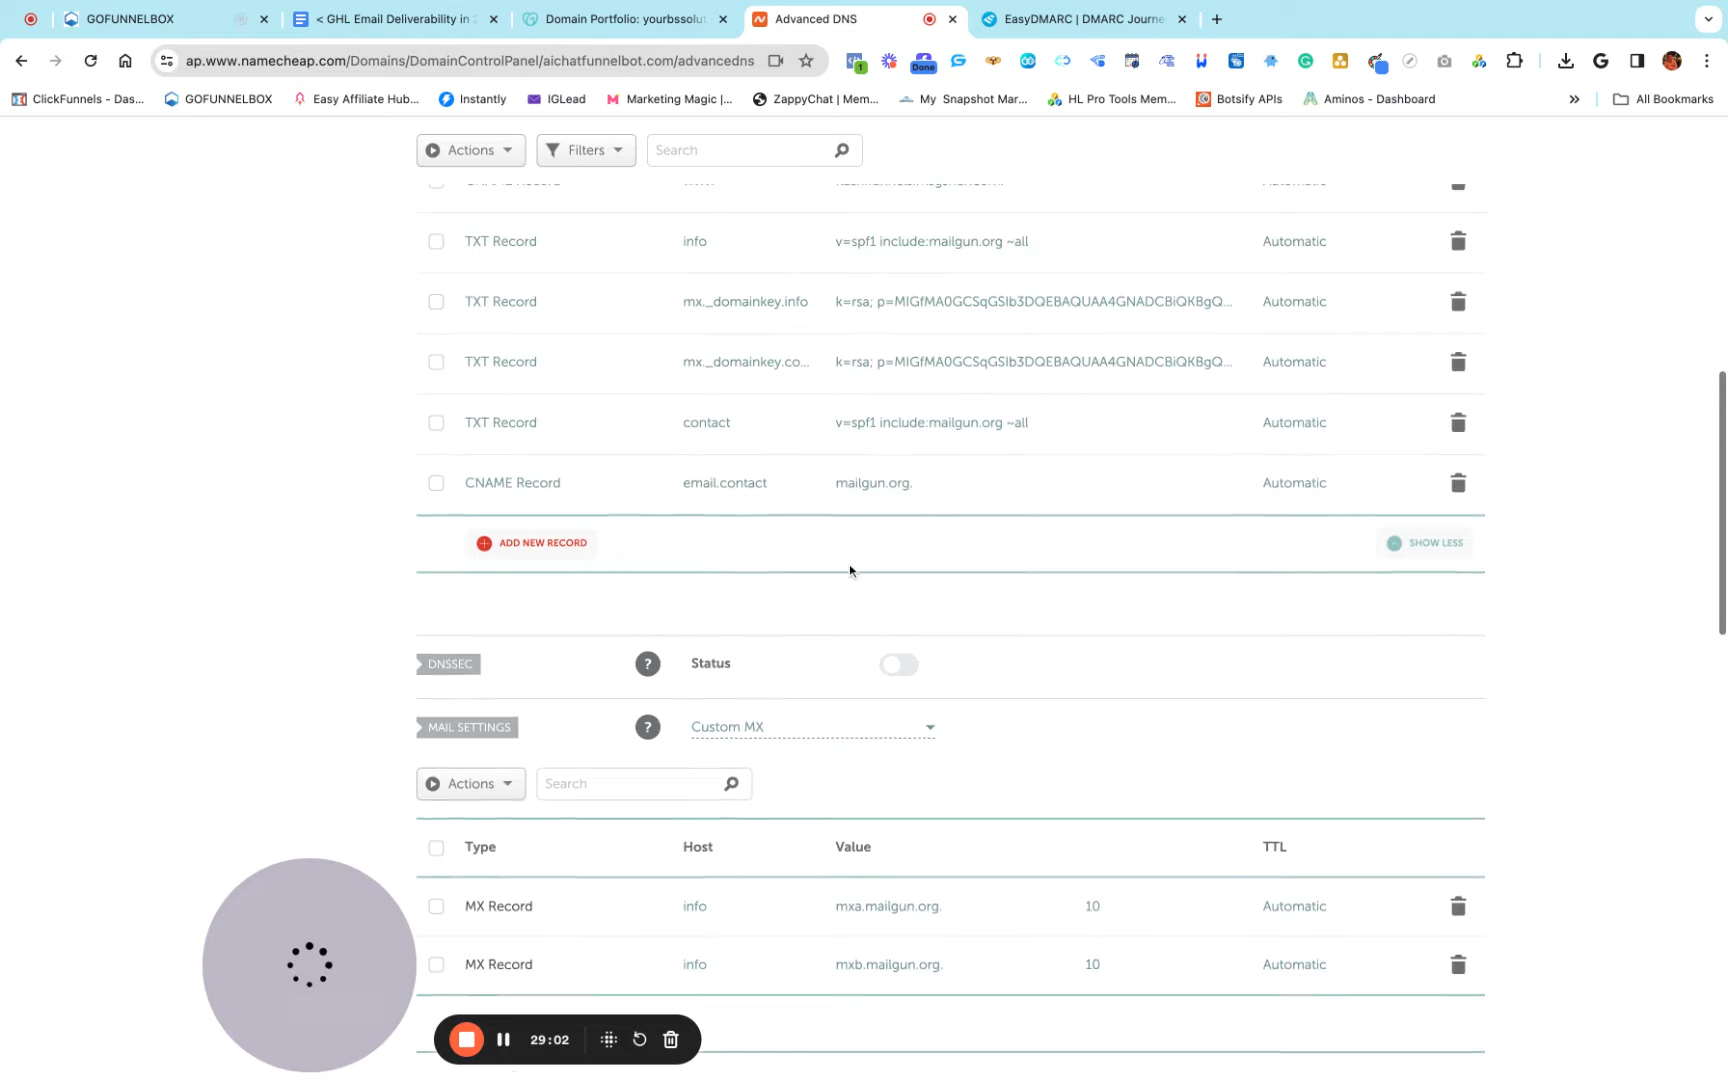 GOFUNNELBOX
< GHL Email Deliverability in 2
Domain Portfolio: yourbssolut
Advanced DNS
EasyDMARC | DMARC Journe
ap.www.namecheap.com/Domains/DomainControlPanel/aichatfunnelbot.com/advancedns
1
Done
ClickFunnels - Das...
GOFUNNELBOX
Easy Affiliate Hub...
Instantly
IGLead
Marketing Magic |...
ZappyChat | Mem...
My Snapshot Mar...
HL Pro Tools Mem...
Botsify APIs
Aminos - Dashboard
»
All Bookmarks
Actions
Filters
Search
TXT Record info v=spf1 include:mailgun.org ~all Automatic
TXT Record mx._domainkey.info k=rsa; p=MIGfMA0GCSqGSIb3DQEBAQUAA4GNADCBiQKBgQ... Automatic
TXT Record mx._domainkey.co... k=rsa; p=MIGfMA0GCSqGSIb3DQEBAQUAA4GNADCBiQKBgQ... Automatic
TXT Record contact v=spf1 include:mailgun.org ~all Automatic
CNAME Record email.contact mailgun.org. Automatic
ADD NEW RECORD
SHOW LESS
DNSSEC ? Status
MAIL SETTINGS ? Custom MX
Actions
Search
Type Host Value TTL
MX Record info mxa.mailgun.org. 10 Automatic
MX Record info mxb.mailgun.org. 10 Automatic
29:02